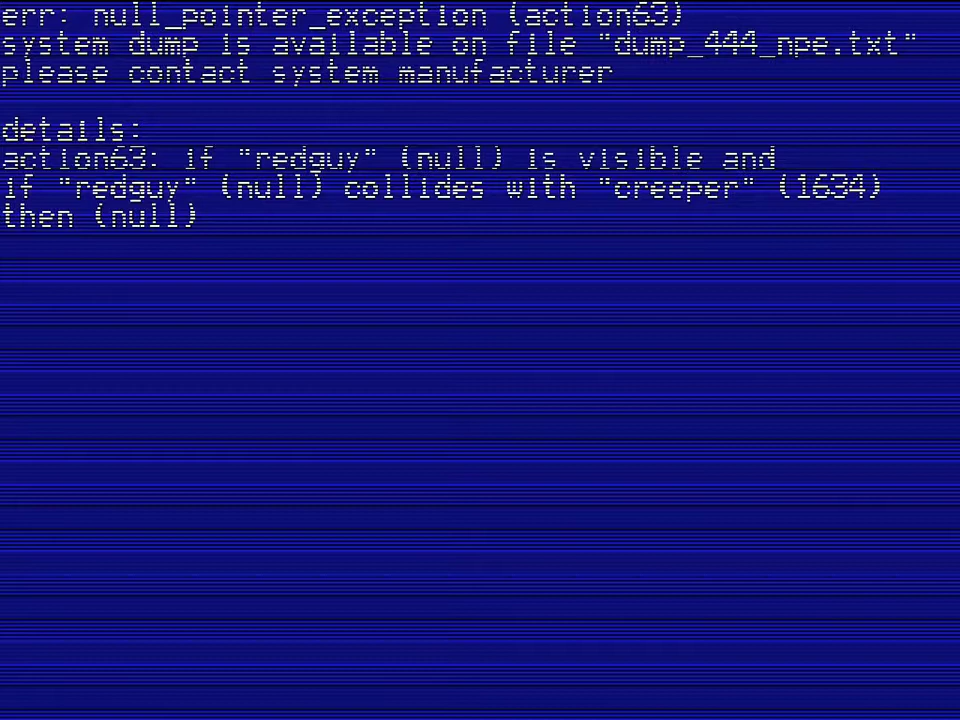 err: null_pointer_exception (action63)
system dump is available on file "dump_444_npe.txt"
please contact system manufacturer
details:
action63: if "redguy" (null) is visible and
if "redguy" (null) collides with "creeper" (1634)
then (null)